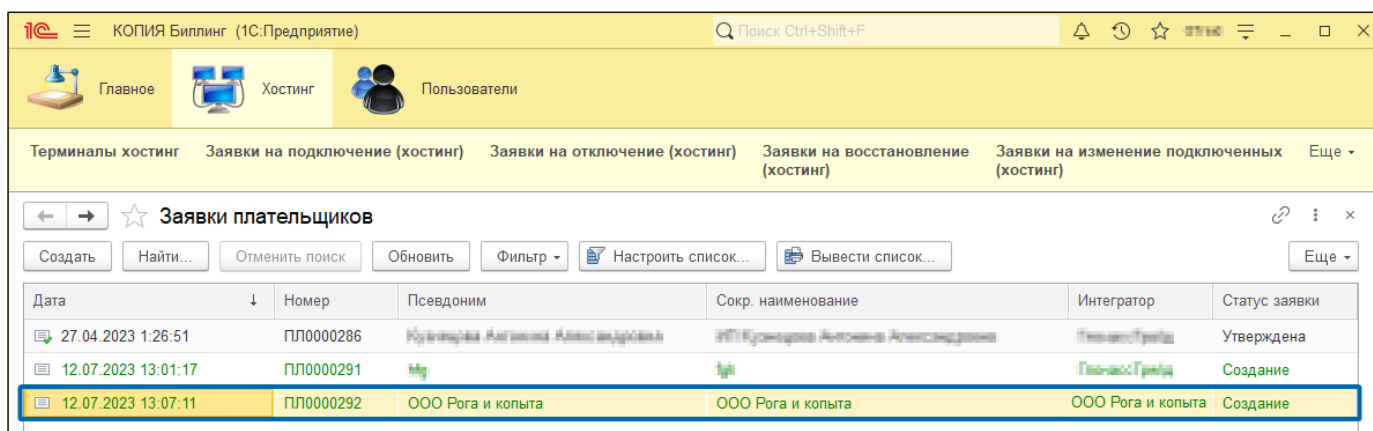 1С КОПИЯ Биллинг (1С:Предприятие) Поиск Ctrl+Shift+F
Главное Хостинг Пользователи
Терминалы хостинг Заявки на подключение (хостинг) Заявки на отключение (хостинг) Заявки на восстановление (хостинг) Заявки на изменение подключенных (хостинг) Еще
Заявки плательщиков
Создать Найти... Отменить поиск Обновить Фильтр Настроить список... Вывести список... Еще
Дата Номер Псевдоним Сокр. наименование Интегратор Статус заявки
27.04.2023 1:26:51 ПЛ0000286 Утверждена
12.07.2023 13:01:17 ПЛ0000291 Создание
12.07.2023 13:07:11 ПЛ0000292 ООО Рога и копыта ООО Рога и копыта ООО Рога и копыта Создание